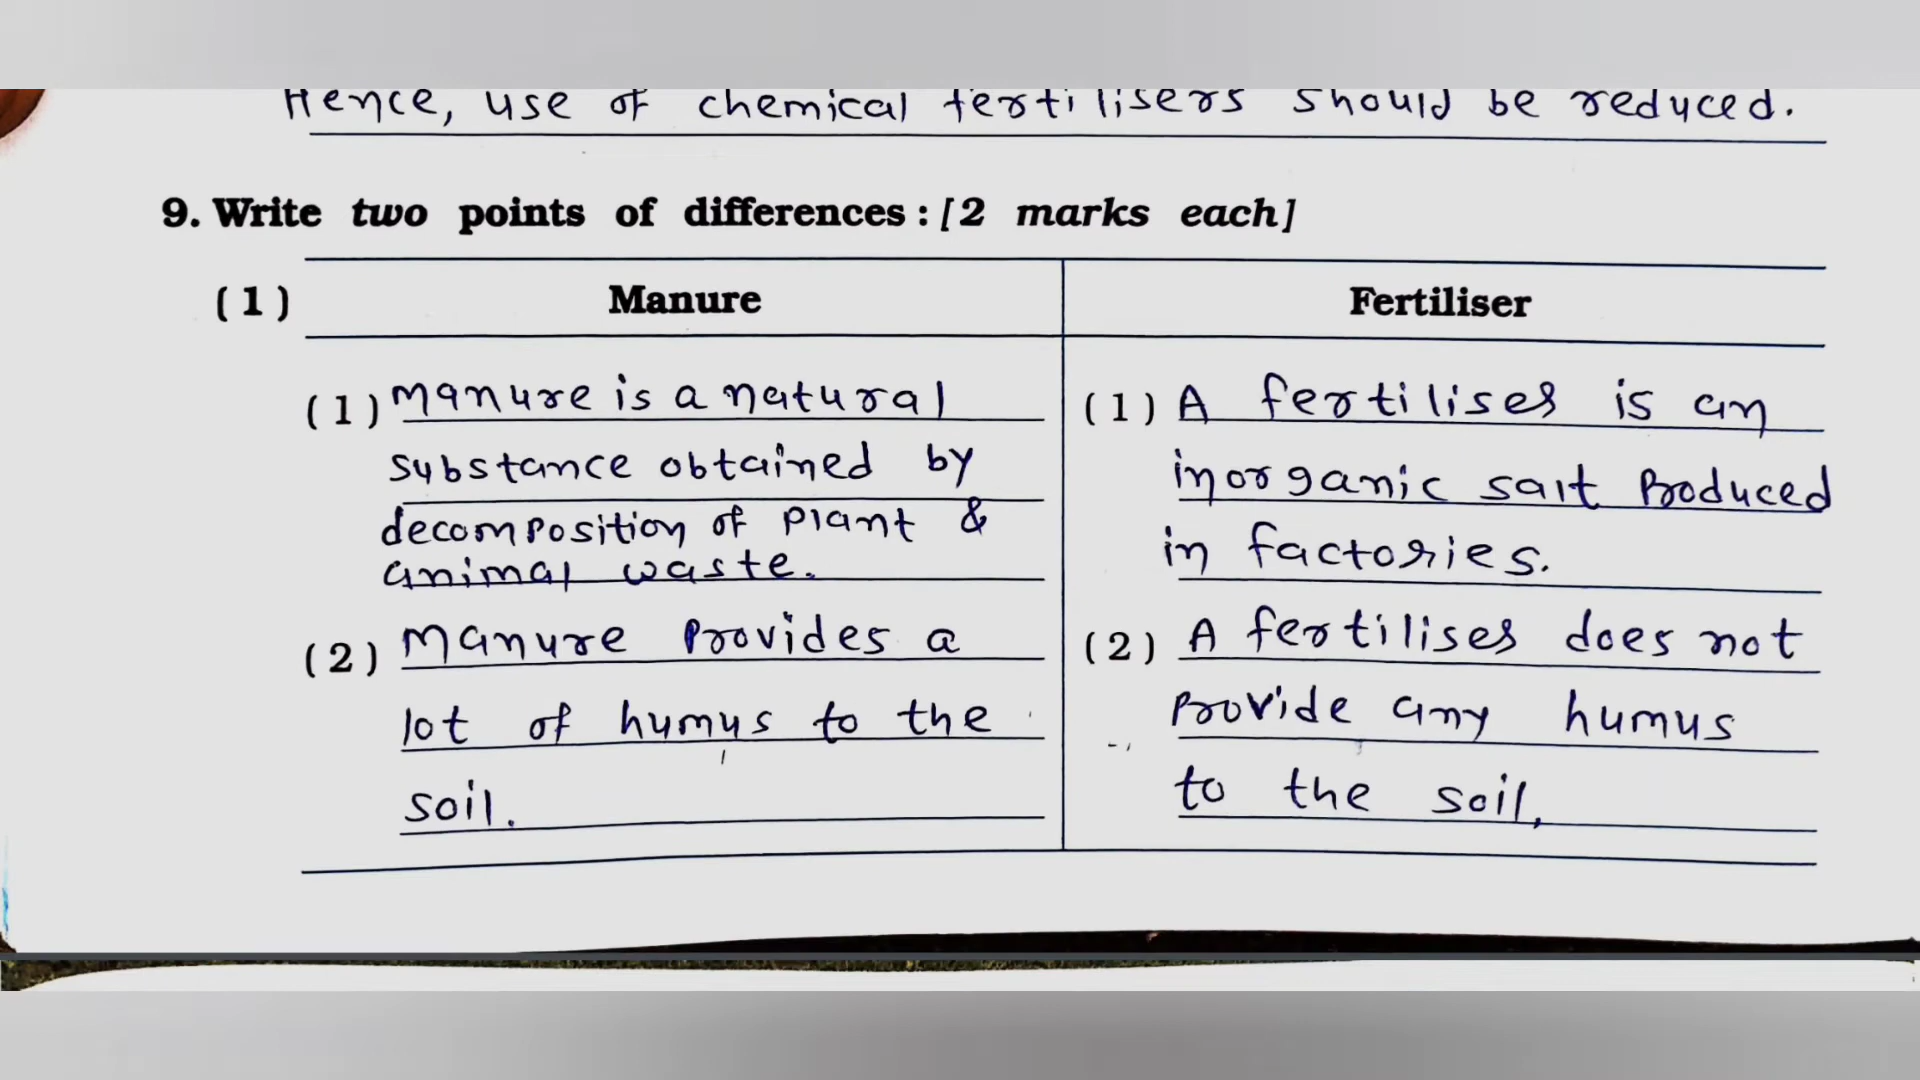 Hence, use of chemical fertilisers should be reduced.
9. Write two points of differences : [2 marks each]
(1) Manure Fertiliser
(1) Manure is a natural
substance obtained by
decomposition of plant &
animal waste.
(2) Manure provides a
lot of humus to the
soil.
(1) A fertiliser is an
inorganic salt produced
in factories.
(2) A fertiliser does not
provide any humus
to the soil,